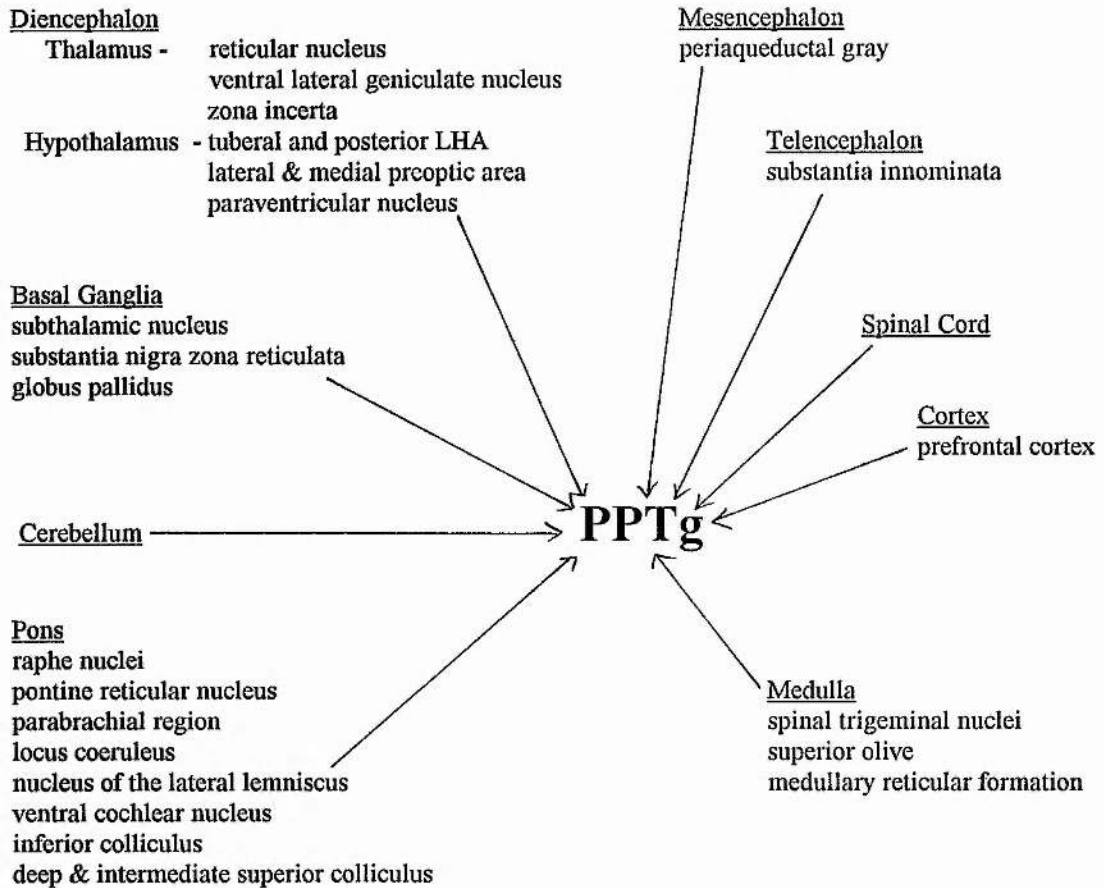 Diencephalon
Thalamus - reticular nucleus
ventral lateral geniculate nucleus
zona incerta
Hypothalamus - tuberal and posterior LHA
lateral & medial preoptic area
paraventricular nucleus
Mesencephalon
periaqueductal gray
Telencephalon
substantia innominata
Basal Ganglia
subthalamic nucleus
substantia nigra zona reticulata
globus pallidus
Spinal Cord
Cortex
prefrontal cortex
PPTg
Cerebellum
Pons
raphe nuclei
pontine reticular nucleus
parabrachial region
locus coeruleus
nucleus of the lateral lemniscus
ventral cochlear nucleus
inferior colliculus
deep & intermediate superior colliculus
Medulla
spinal trigeminal nuclei
superior olive
medullary reticular formation